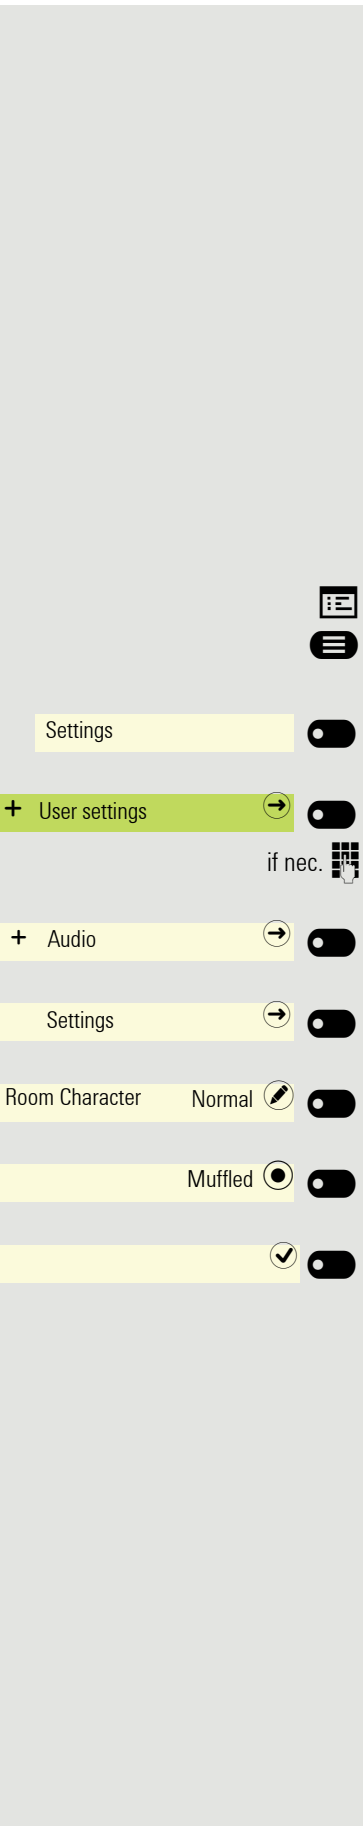 Settings
+ User settings
if nec.
+ Audio
Settings
Room Character Normal
Muffled